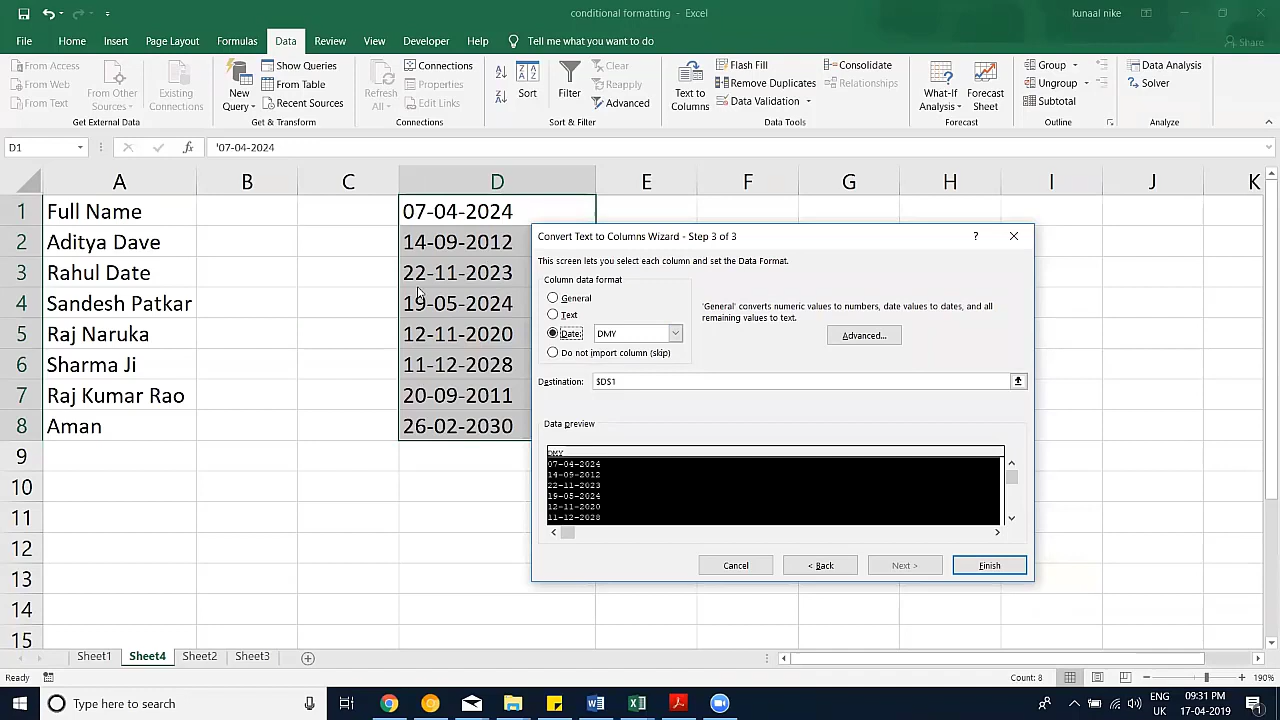 conditional formatting - Excel
kunaal nike
File Home Insert Page Layout Formulas Data Review View Developer Help Tell me what you want to do Share
From Access
From Web
From Text
From Other Sources
Existing Connections
Get External Data
New Query
Show Queries
From Table
Recent Sources
Get & Transform
Refresh All
Connections
Properties
Edit Links
Connections
Sort
Filter
Clear
Reapply
Advanced
Sort & Filter
Text to Columns
Flash Fill
Remove Duplicates
Data Validation
Consolidate
Relationships
Data Tools
What-If Analysis
Forecast Sheet
Forecast
Group
Ungroup
Subtotal
Outline
Data Analysis
Solver
Analyze
D1 fx '07-04-2024
A B C D E F G H I J K
1 Full Name 07-04-2024
2 Aditya Dave 14-09-2012
3 Rahul Date 22-11-2023
4 Sandesh Patkar 19-05-2024
5 Raj Naruka 12-11-2020
6 Sharma Ji 11-12-2028
7 Raj Kumar Rao 20-09-2011
8 Aman 26-02-2030
9
10
11
12
13
14
15
Convert Text to Columns Wizard - Step 3 of 3 ?
This screen lets you select each column and set the Data Format.
Column data format
General
Text
Date: DMY
Do not import column (skip)
'General' converts numeric values to numbers, date values to dates, and all
remaining values to text.
Advanced...
Destination: $D$1
Data preview
DMY
07-04-2024
14-09-2012
22-11-2023
19-05-2024
12-11-2020
11-12-2028
Cancel < Back Next > Finish
Sheet1 Sheet4 Sheet2 Sheet3
Ready Count: 8 190%
Type here to search
ENG
UK
09:31 PM
17-04-2019